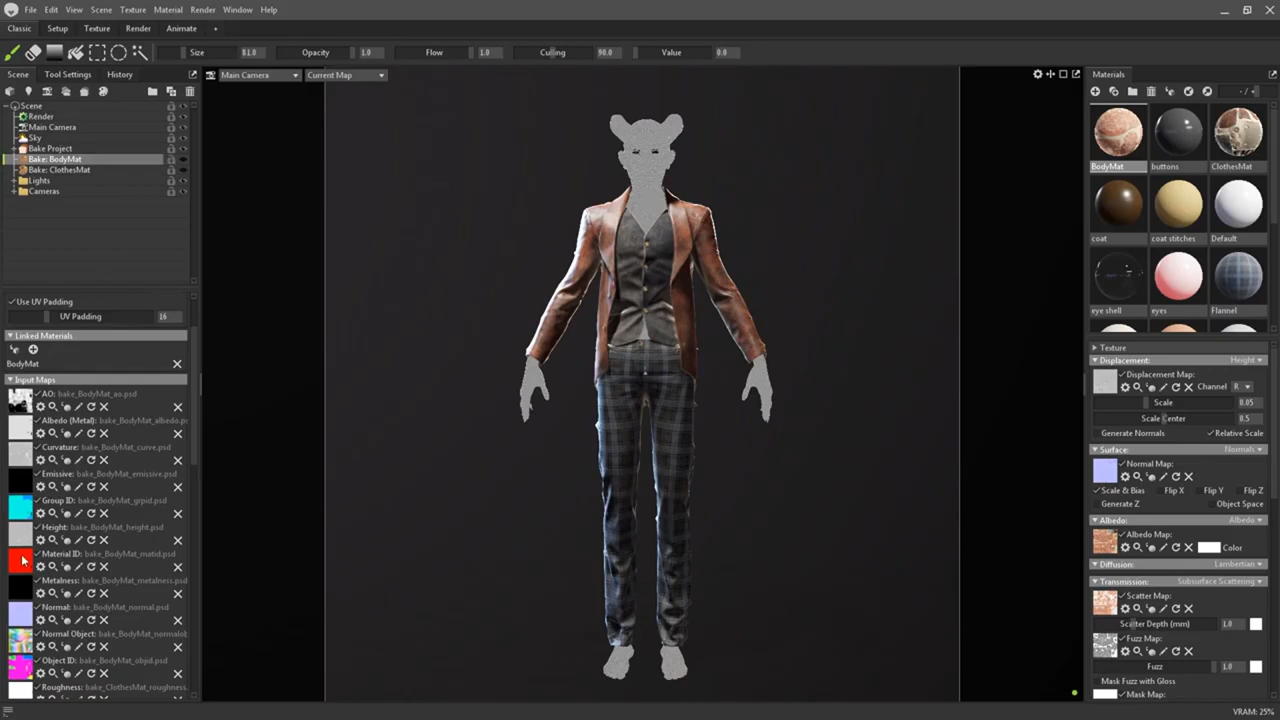 File Edit View Scene Texture Material Render Window Help
Classic Setup Texture Render Animate +
Size 81.0 Opacity 1.0 Flow 1.0 90.0 Value 0.0
Scene Tool Settings History
Main Camera Current Map
Scene
Render
Main Camera
Sky
Bake Project
Bake: BodyMat
Bake: ClothesMat
Lights
Cameras
Use UV Padding
UV Padding 16
Linked Materials
BodyMat
Input Maps
AO: bake_BodyMat_ao.psd
Albedo (Metal): bake_BodyMat_albedo.psd
Curvature: bake_BodyMat_curve.psd
Emissive: bake_BodyMat_emissive.psd
Group ID: bake_BodyMat_grpid.psd
Height: bake_BodyMat_height.psd
Material ID: bake_BodyMat_matid.psd
Metalness: bake_BodyMat_metalness.psd
Normal: bake_BodyMat_normal.psd
Normal Object: bake_BodyMat_normalobj
Object ID: bake_BodyMat_objid.psd
Roughness: bake_ClothesMat_roughness.
Materials
BodyMat buttons ClothesMat
coat coat stitches Default
eye shell eyes Flannel
Texture
Displacement: Height
Displacement Map:
Channel R
Scale 0.05
Scale Center 0.5
Generate Normals Relative Scale
Surface: Normals
Normal Map:
Scale & Bias Flip X Flip Y Flip Z
Generate Z Object Space
Albedo: Albedo
Albedo Map:
Color
Diffusion: Lambertian
Transmission: Subsurface Scattering
Scatter Map:
Scatter Depth (mm) 1.0
Fuzz Map:
Fuzz 1.0
Mask Fuzz with Gloss
Mask Map:
VRAM: 25%